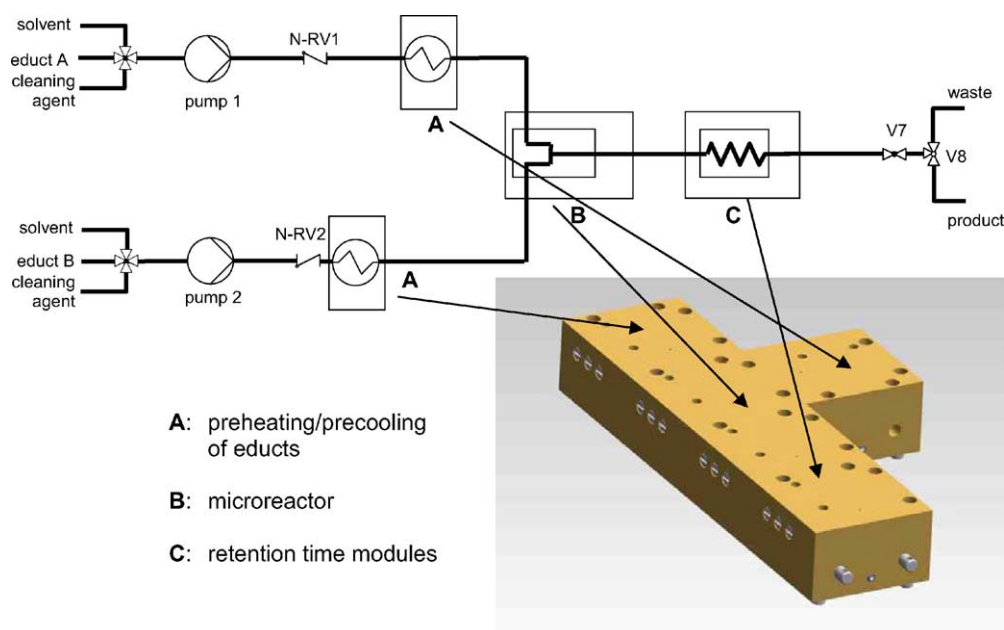 solvent
educt A
cleaning
agent
pump 1
N-RV1
A
B
C
V7
waste
V8
product
solvent
educt B
cleaning
agent
pump 2
N-RV2
A
A: preheating/precooling
of educts
B: microreactor
C: retention time modules